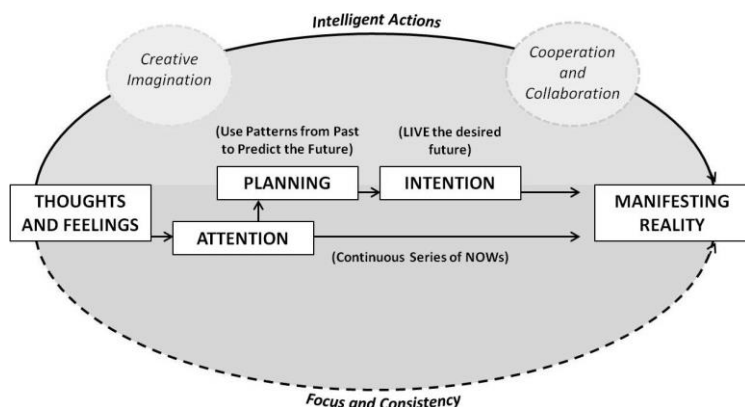 Intelligent Actions
Creative
Imagination
Cooperation
and
Collaboration
(Use Patterns from Past
to Predict the Future)
(LIVE the desired
future)
PLANNING
INTENTION
THOUGHTS
AND FEELINGS
MANIFESTING
REALITY
ATTENTION
(Continuous Series of NOWs)
Focus and Consistency